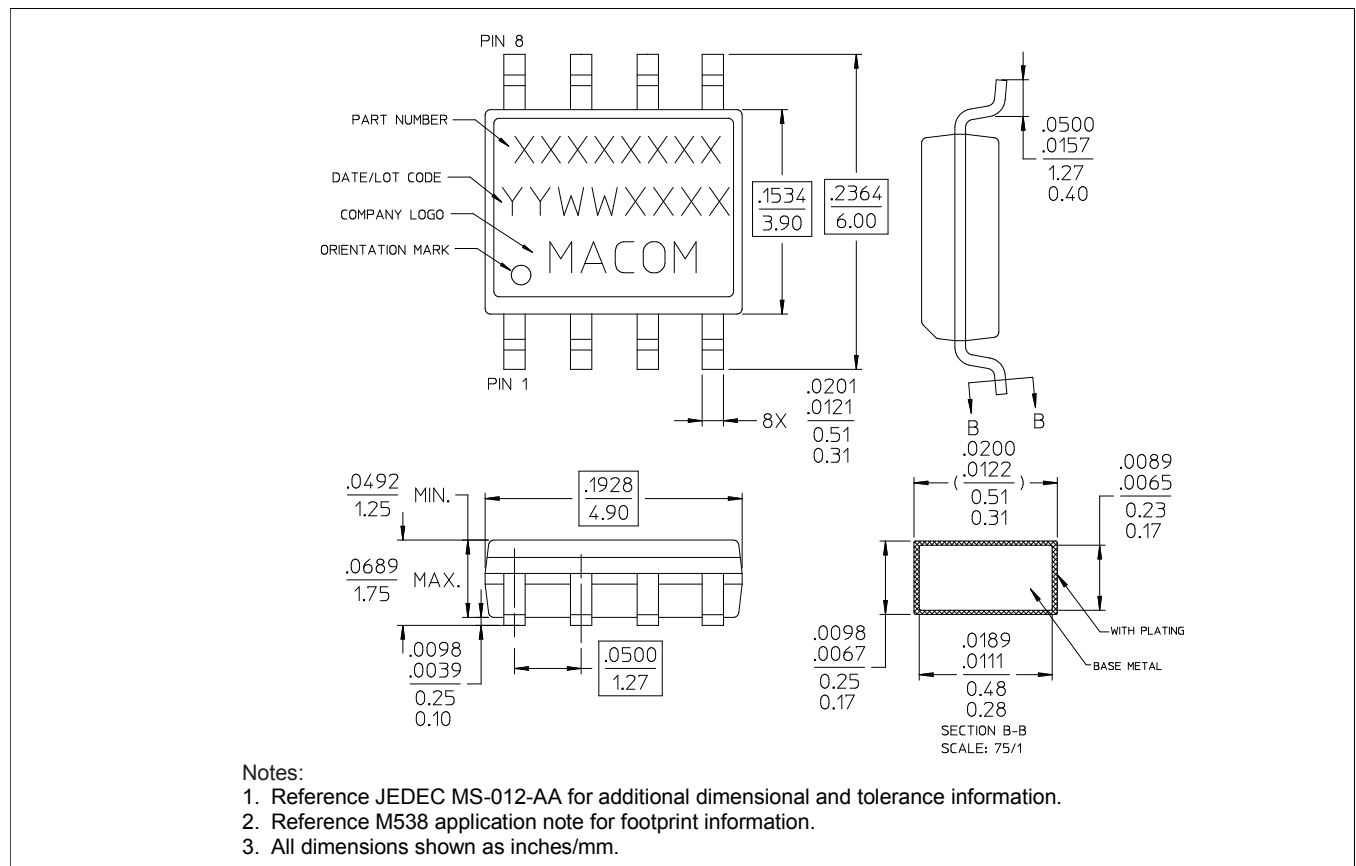 PIN 8
PART NUMBER
XXXXXXXX
DATE/LOT CODE
YYWWXXXX
COMPANY LOGO
MACOM
ORIENTATION MARK
PIN 1
.1534
3.90
.2364
6.00
.0500
.0157
1.27
0.40
8X
.0201
.0121
0.51
0.31
B
B
.0492
1.25
MIN.
.0689
1.75
MAX.
.1928
4.90
.0098
.0039
0.25
0.10
.0500
1.27
.0200
( .0122 )
0.51
0.31
.0089
.0065
0.23
0.17
.0098
.0067
0.25
0.17
.0189
.0111
0.48
0.28
WITH PLATING
BASE METAL
SECTION B-B
SCALE: 75/1
Notes:
1. Reference JEDEC MS-012-AA for additional dimensional and tolerance information.
2. Reference M538 application note for footprint information.
3. All dimensions shown as inches/mm.